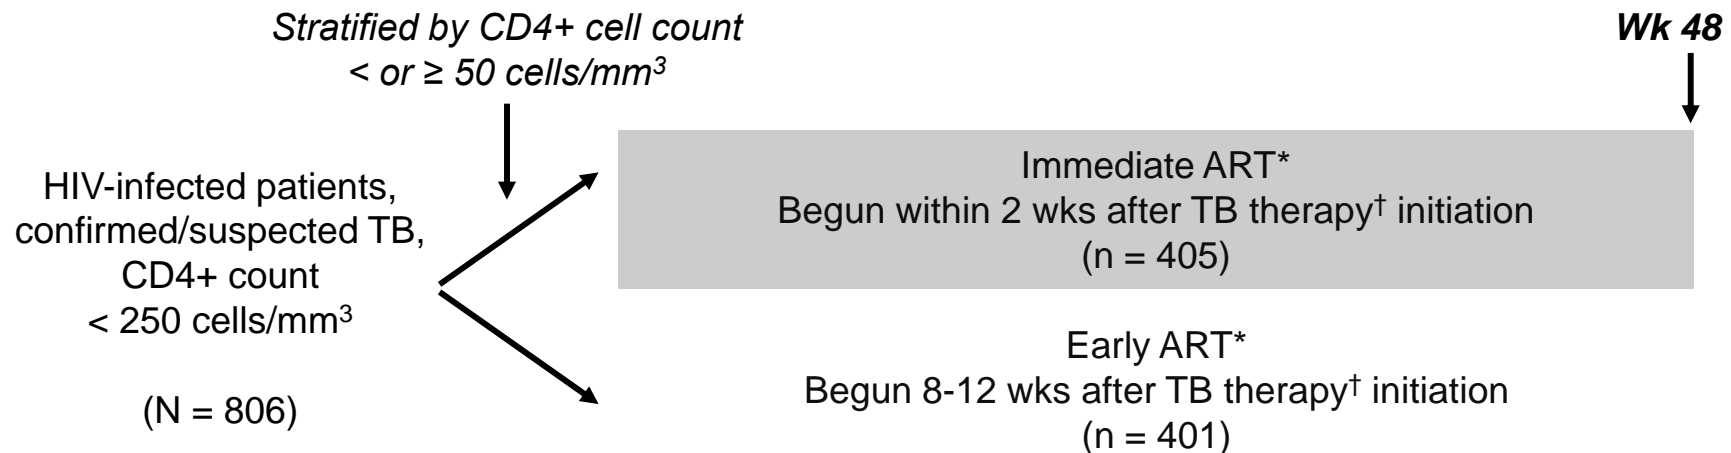 Stratified by CD4+ cell count
< or ≥ 50 cells/mm³
Wk 48
HIV-infected patients,
confirmed/suspected TB,
CD4+ count
< 250 cells/mm³
(N = 806)
Immediate ART*
Begun within 2 wks after TB therapy† initiation
(n = 405)
Early ART*
Begun 8-12 wks after TB therapy† initiation
(n = 401)